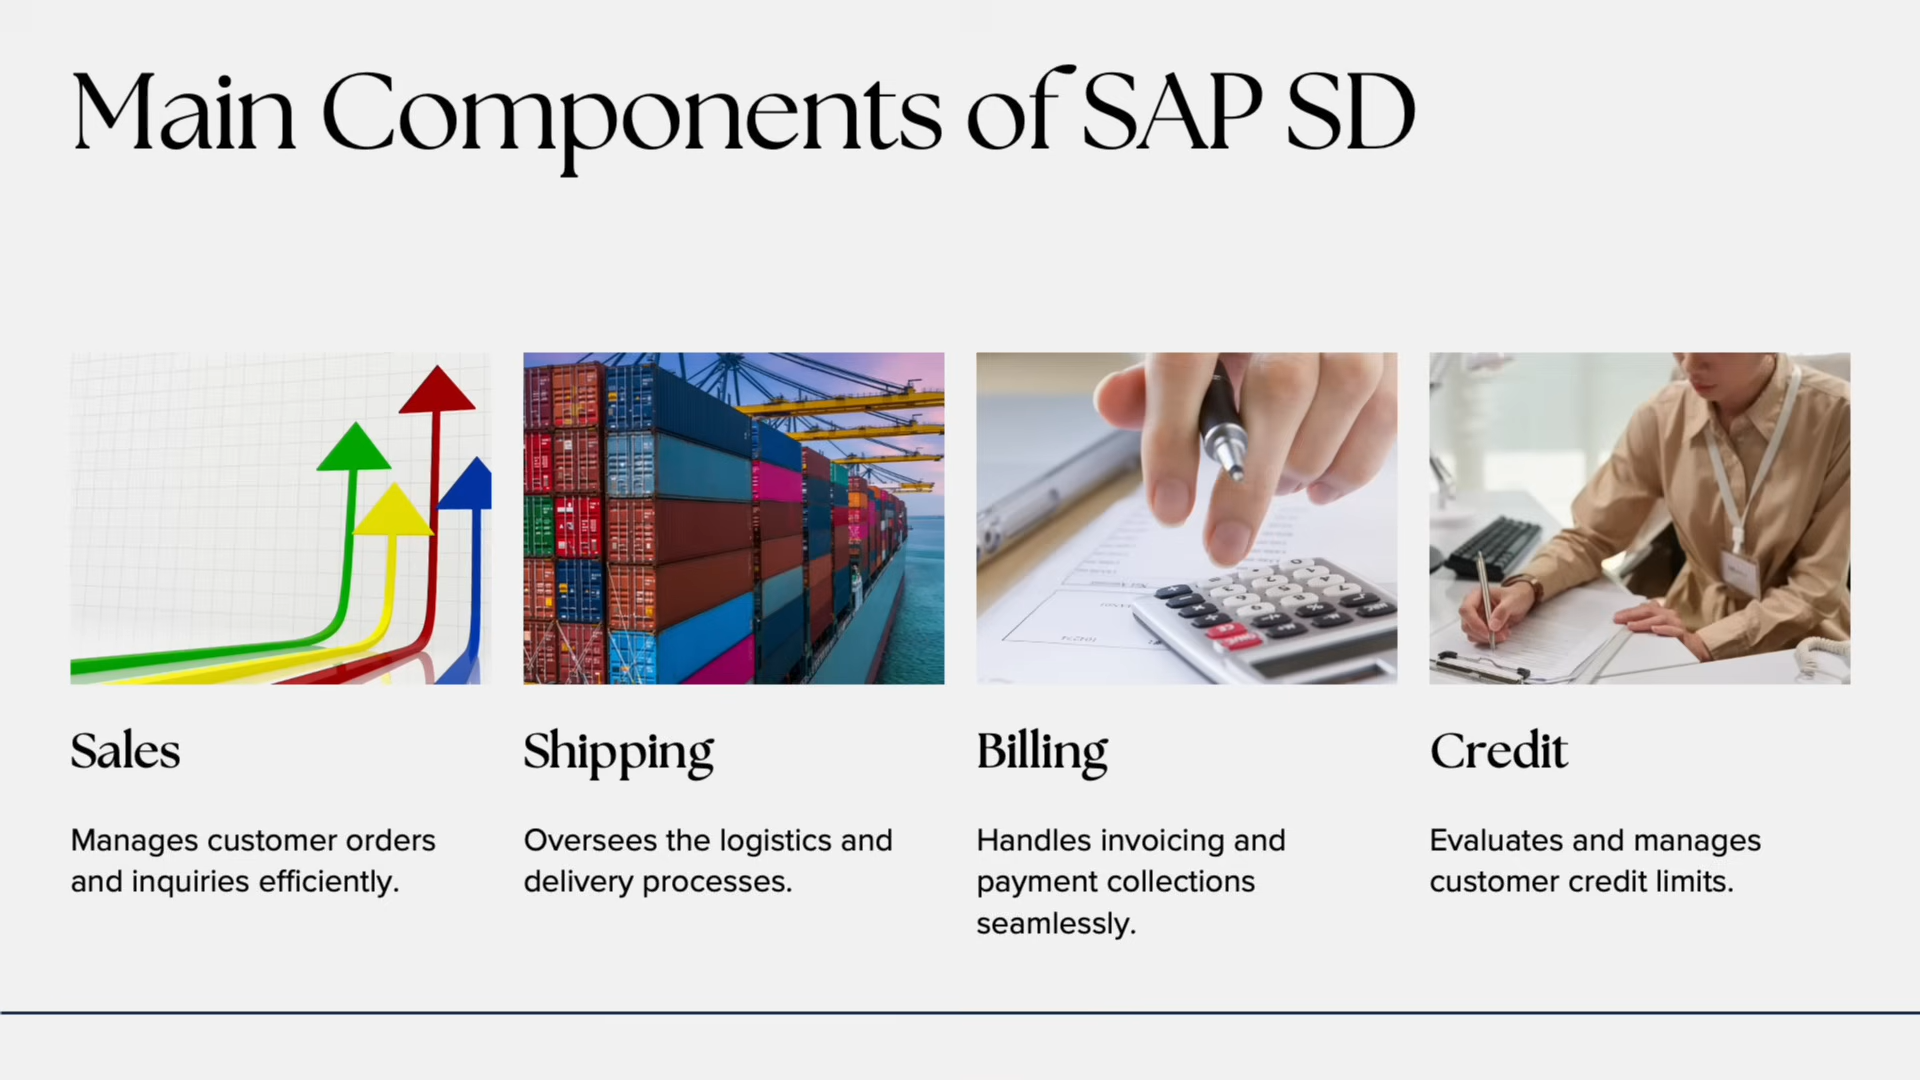 Main Components of SAP SD
Sales
Manages customer orders
and inquiries efficiently.
Shipping
Oversees the logistics and
delivery processes.
Billing
Handles invoicing and
payment collections
seamlessly.
Credit
Evaluates and manages
customer credit limits.